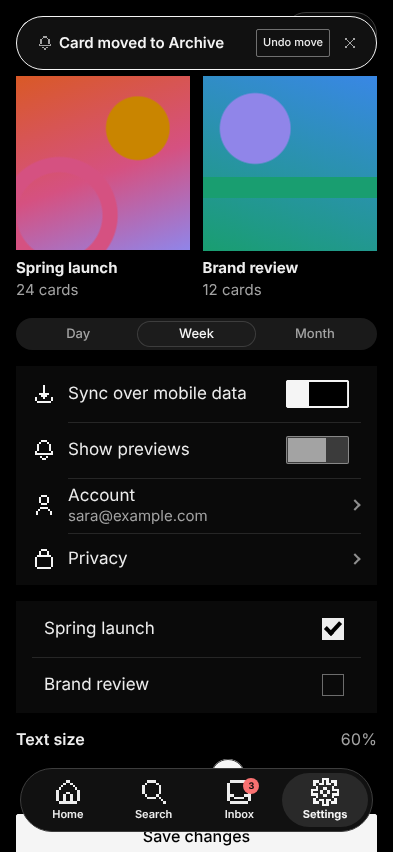 Card moved to Archive
Undo move
Spring launch
24 cards
Brand review
12 cards
Day
Week
Month
Sync over mobile data
Show previews
Account
sara@example.com
Privacy
Spring launch
Brand review
Text size
60%
Home
Search
3
Inbox
Settings
Save changes